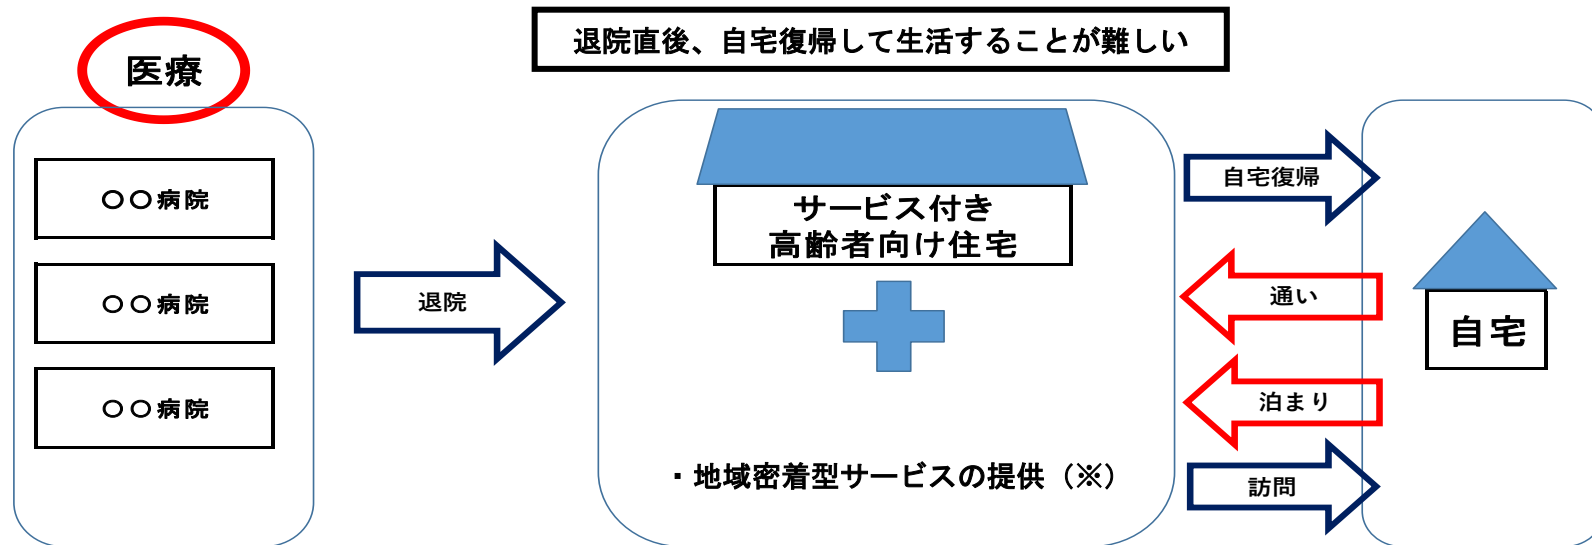 退院直後、自宅復帰して生活することが難しい
医療
〇〇病院
〇〇病院
〇〇病院
退院
サービス付き
高齢者向け住宅
・地域密着型サービスの提供（※）
自宅復帰
通い
泊まり
訪問
自宅